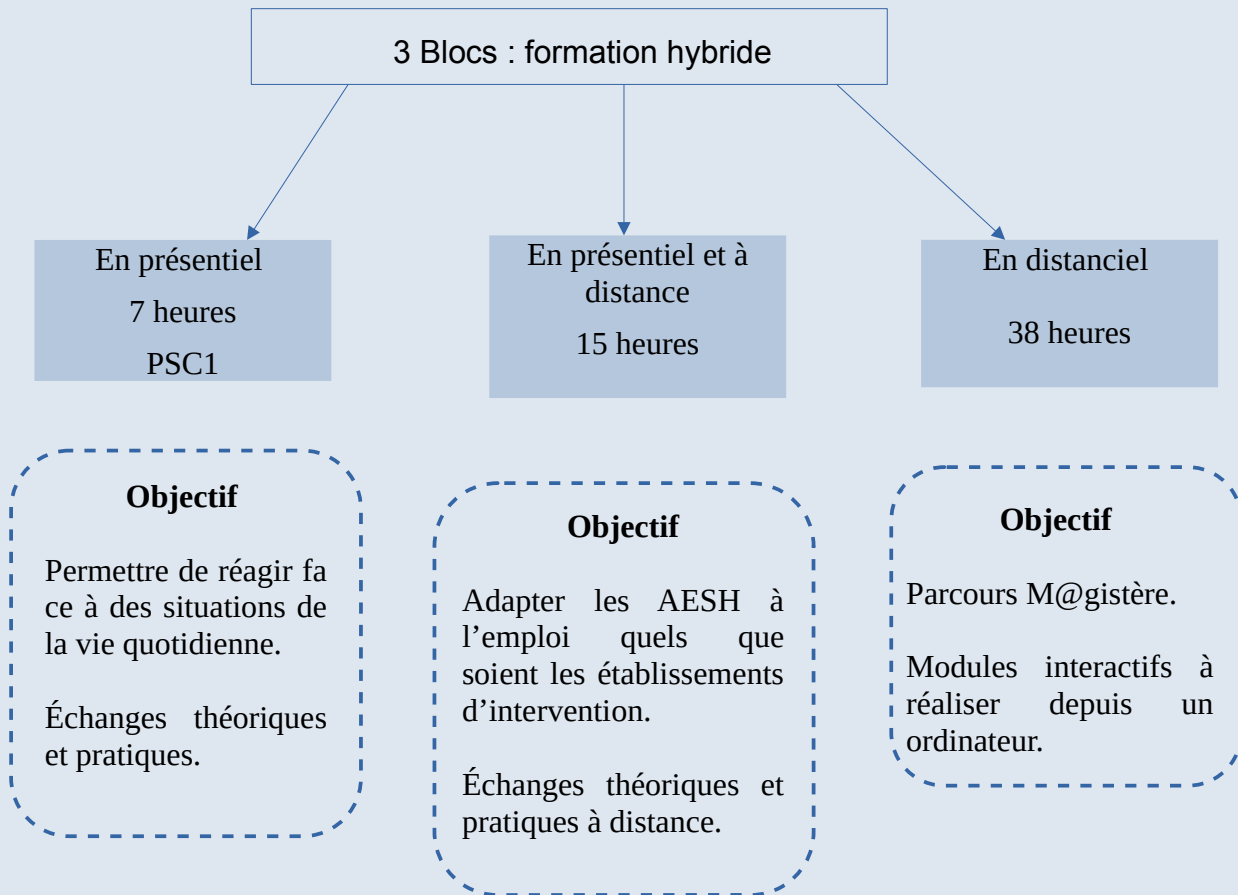 3 Blocs : formation hybride
En présentiel
7 heures
PSC1
En présentiel et à
distance
15 heures
En distanciel
38 heures
Objectif
Permettre de réagir fa
ce à des situations de
la vie quotidienne.
Échanges théoriques
et pratiques.
Objectif
Adapter les AESH à
l’emploi quels que
soient les établissements
d’intervention.
Échanges théoriques et
pratiques à distance.
Objectif
Parcours M@gistère.
Modules interactifs à
réaliser depuis un
ordinateur.